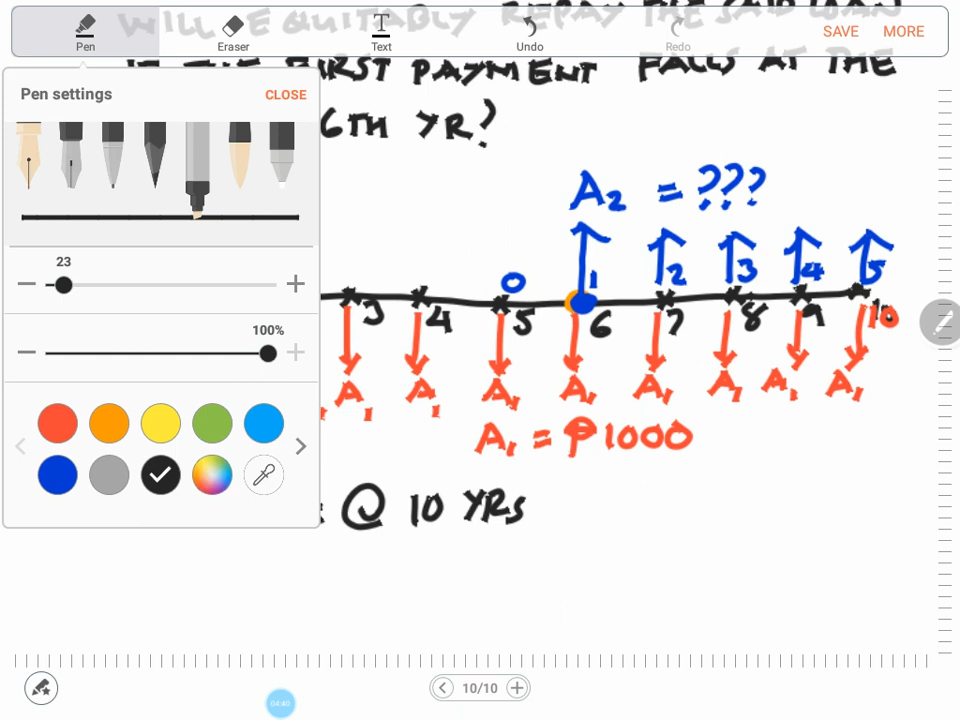 WILL EQUITABLY REPAY THE SAID LOAN
Pen Eraser Text Undo Redo SAVE MORE
IF THE FIRST PAYMENT FALLS AT THE
Pen settings CLOSE
6TH YR?
A2 = ???
23
0 1 2 3 4 5
3 4 5 6 7 8 9 10
100%
A1 A1 A1 A1 A1 A1 A1 A1
A1 = ₱1000
@ 10 YRS
10/10
04:40